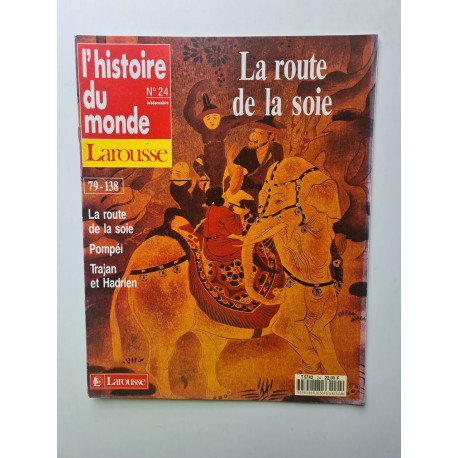 l'histoire
du
monde
N° 24
hebdomadaire
Larousse
79-138
La route
de la soie
Pompéi
Trajan
et Hadrien
La route
de la soie
Larousse